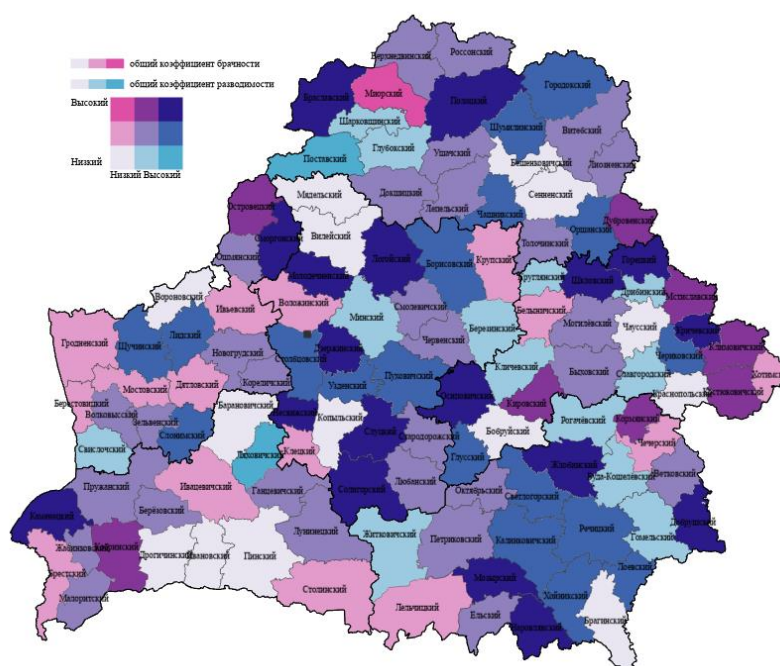 общий коэффициент брачности
общий коэффициент разводимости
Высокий
Низкий
Низкий Высокий
Верхнедвинский
Россонский
Браславский
Миорский
Полоцкий
Городокский
Шарковщинский
Шумилинский
Витебский
Поставский
Глубокский
Ушачский
Бешенковичский
Лиозненский
Мядельский
Докшицкий
Лепельский
Сенненский
Чашникский
Островецкий
Сморгонский
Вилейский
Оршанский
Дубровенский
Ошмянский
Логойский
Борисовский
Крупский
Толочинский
Молодечненский
Круглянский
Шкловский
Горецкий
Вороновский
Ивьевский
Воложинский
Минский
Смолевичский
Белыничский
Дрибинский
Мстиславский
Гродненский
Щучинский
Лидский
Червенский
Березинский
Могилёвский
Чаусский
Кричевский
Климовичский
Новогрудский
Столбцовский
Дзержинский
Чериковский
Хотимский
Мостовский
Дятловский
Кореличский
Узденский
Пуховичский
Кличевский
Быховский
Славгородский
Костюковичский
Краснопольский
Берестовицкий
Волковысский
Зельвенский
Слонимский
Барановичский
Несвижский
Копыльский
Осиповичский
Кировский
Бобруйский
Рогачёвский
Кормянский
Чечерский
Свислочский
Ляховичский
Клецкий
Слуцкий
Стародорожский
Глусский
Жлобинский
Буда-Кошелёвский
Ветковский
Пружанский
Ивацевичский
Ганцевичский
Солигорский
Любанский
Октябрьский
Светлогорский
Каменецкий
Берёзовский
Добрушский
Гомельский
Жабинковский
Кобринский
Дрогичинский
Ивановский
Пинский
Лунинецкий
Житковичский
Петриковский
Калинковичский
Речицкий
Брестский
Малоритский
Столинский
Лельчицкий
Мозырский
Ельский
Наровлянский
Хойникский
Лоевский
Брагинский